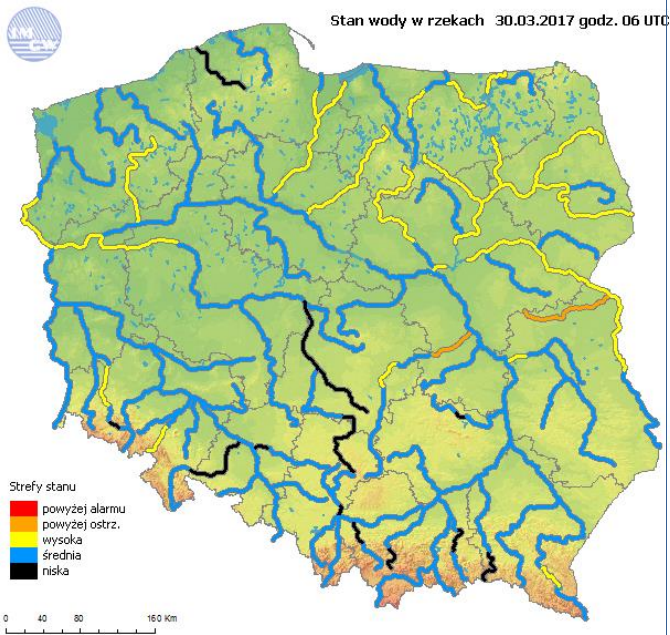 Stan wody w rzekach 30.03.2017 godz. 06 UTC
Strefy stanu
powyżej alarmu
powyżej ostrz.
wysoka
średnia
niska
0 40 80 160 Km